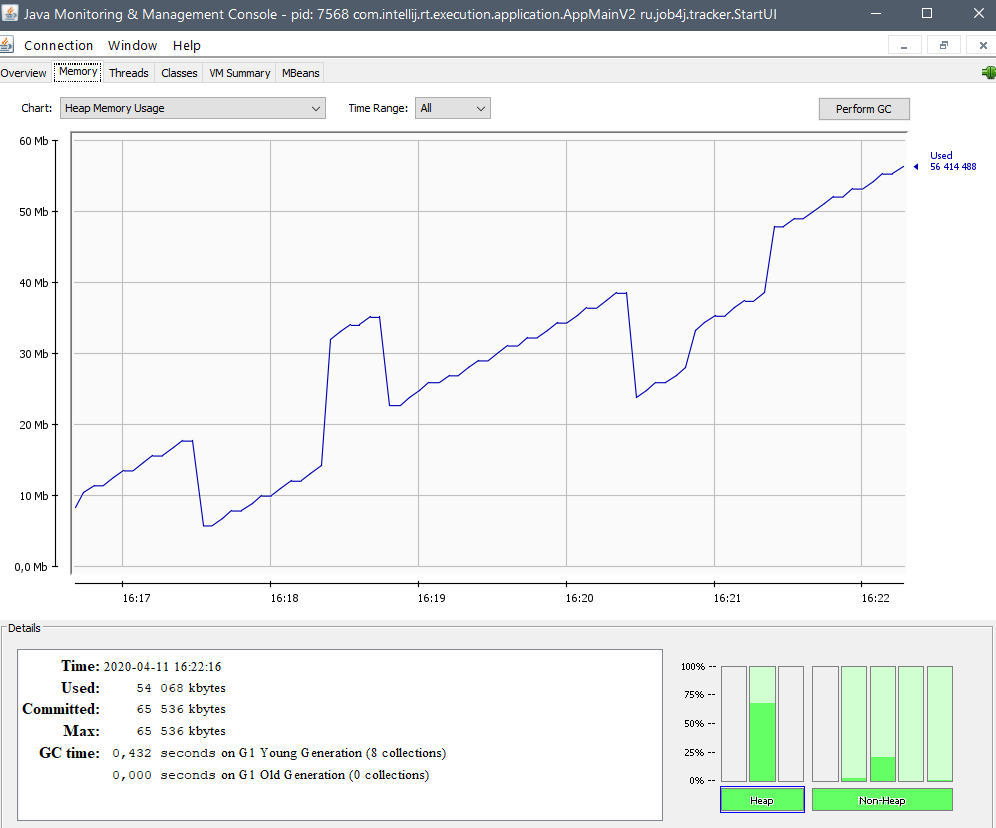 Java Monitoring & Management Console - pid: 7568 com.intellij.rt.execution.application.AppMainV2 ru.job4j.tracker.StartUI
Connection Window Help
Overview Memory Threads Classes VM Summary MBeans
Chart: Heap Memory Usage Time Range: All Perform GC
60 Mb
Used
56 414 488
50 Mb
40 Mb
30 Mb
20 Mb
10 Mb
0,0 Mb
16:17 16:18 16:19 16:20 16:21 16:22
Details
Time: 2020-04-11 16:22:16
Used: 54 068 kbytes
Committed: 65 536 kbytes
Max: 65 536 kbytes
GC time: 0,432 seconds on G1 Young Generation (8 collections)
0,000 seconds on G1 Old Generation (0 collections)
100% --
75% --
50% --
25% --
0% --
Heap Non-Heap